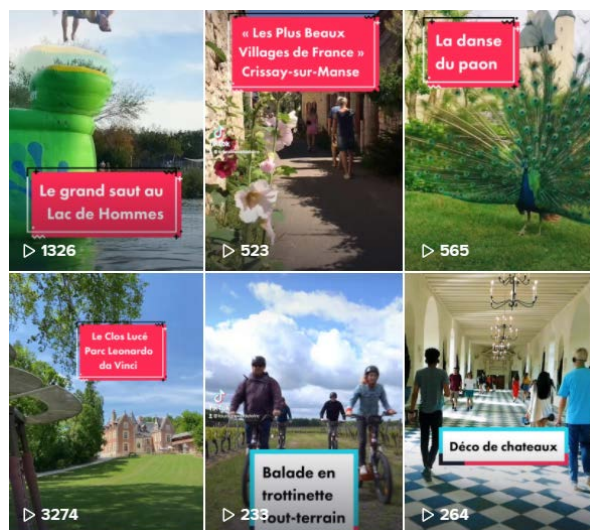 Le grand saut au
Lac de Hommes
1326
« Les Plus Beaux
Villages de France »
Crissay-sur-Manse
523
La danse
du paon
565
Le Clos Lucé
Parc Leonardo
da Vinci
3274
Balade en
trottinette
tout-terrain
233
Déco de chateaux
264